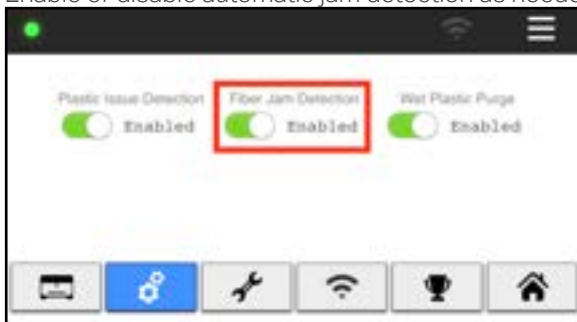 Enable or disable automatic jam detection as needed
Plastic Issue Detection Fiber Jam Detection Wet Plastic Purge
Enabled Enabled Enabled